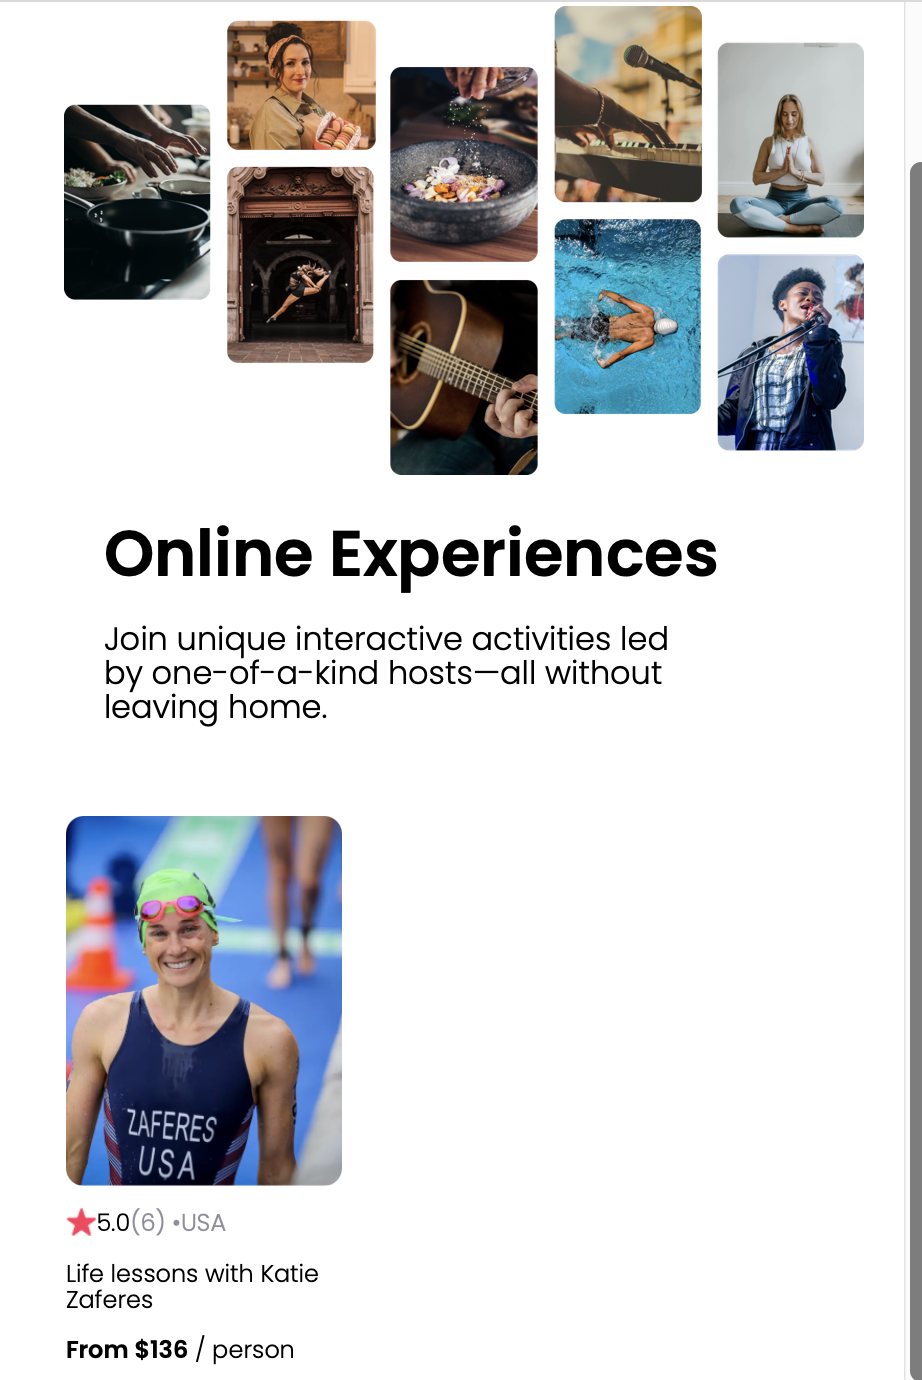 Online Experiences
Join unique interactive activities led
by one-of-a-kind hosts—all without
leaving home.
ZAFERES
USA
5.0(6) •USA
Life lessons with Katie
Zaferes
From $136 / person